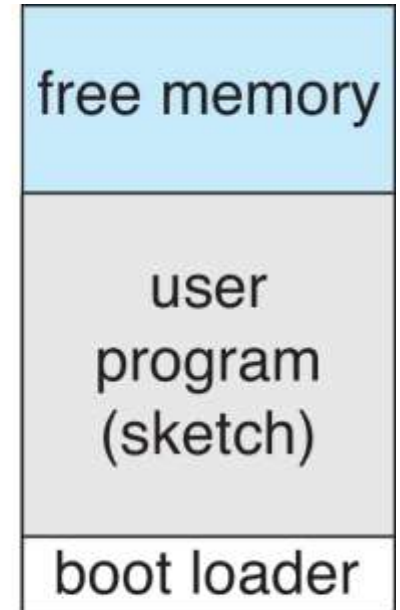 free memory
user
program
(sketch)
boot loader